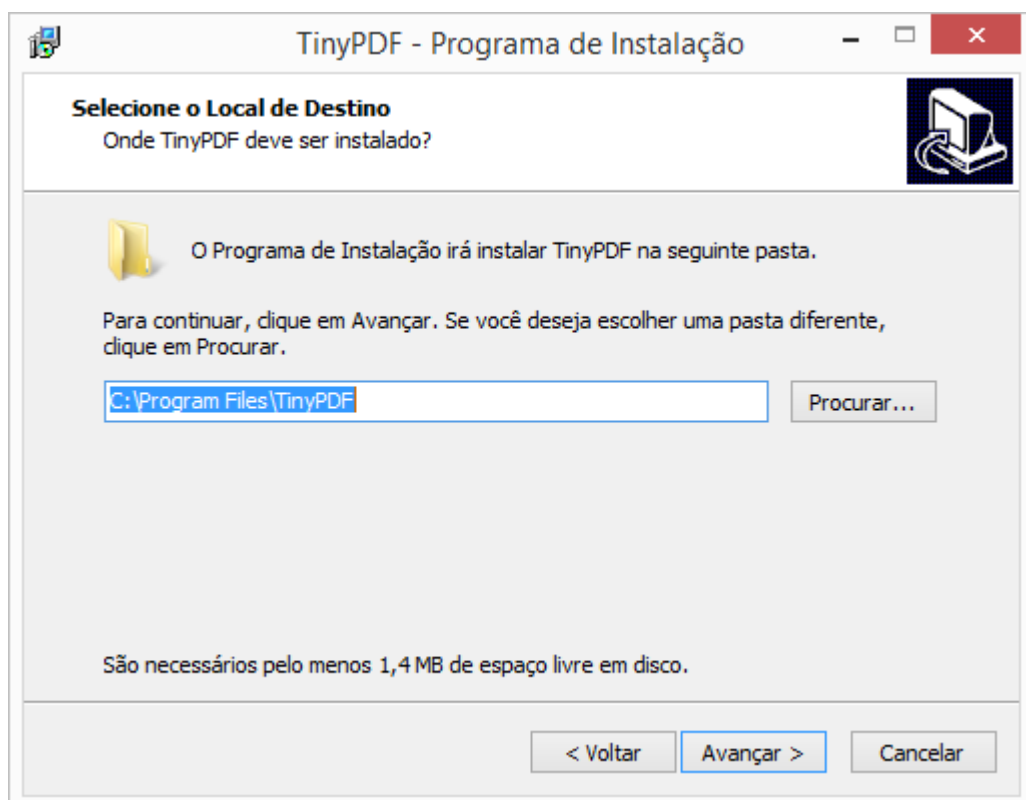 TinyPDF - Programa de Instalação
Selecione o Local de Destino
Onde TinyPDF deve ser instalado?
O Programa de Instalação irá instalar TinyPDF na seguinte pasta.
Para continuar, clique em Avançar. Se você deseja escolher uma pasta diferente,
clique em Procurar.
C:\Program Files\TinyPDF
Procurar...
São necessários pelo menos 1,4 MB de espaço livre em disco.
< Voltar
Avançar >
Cancelar